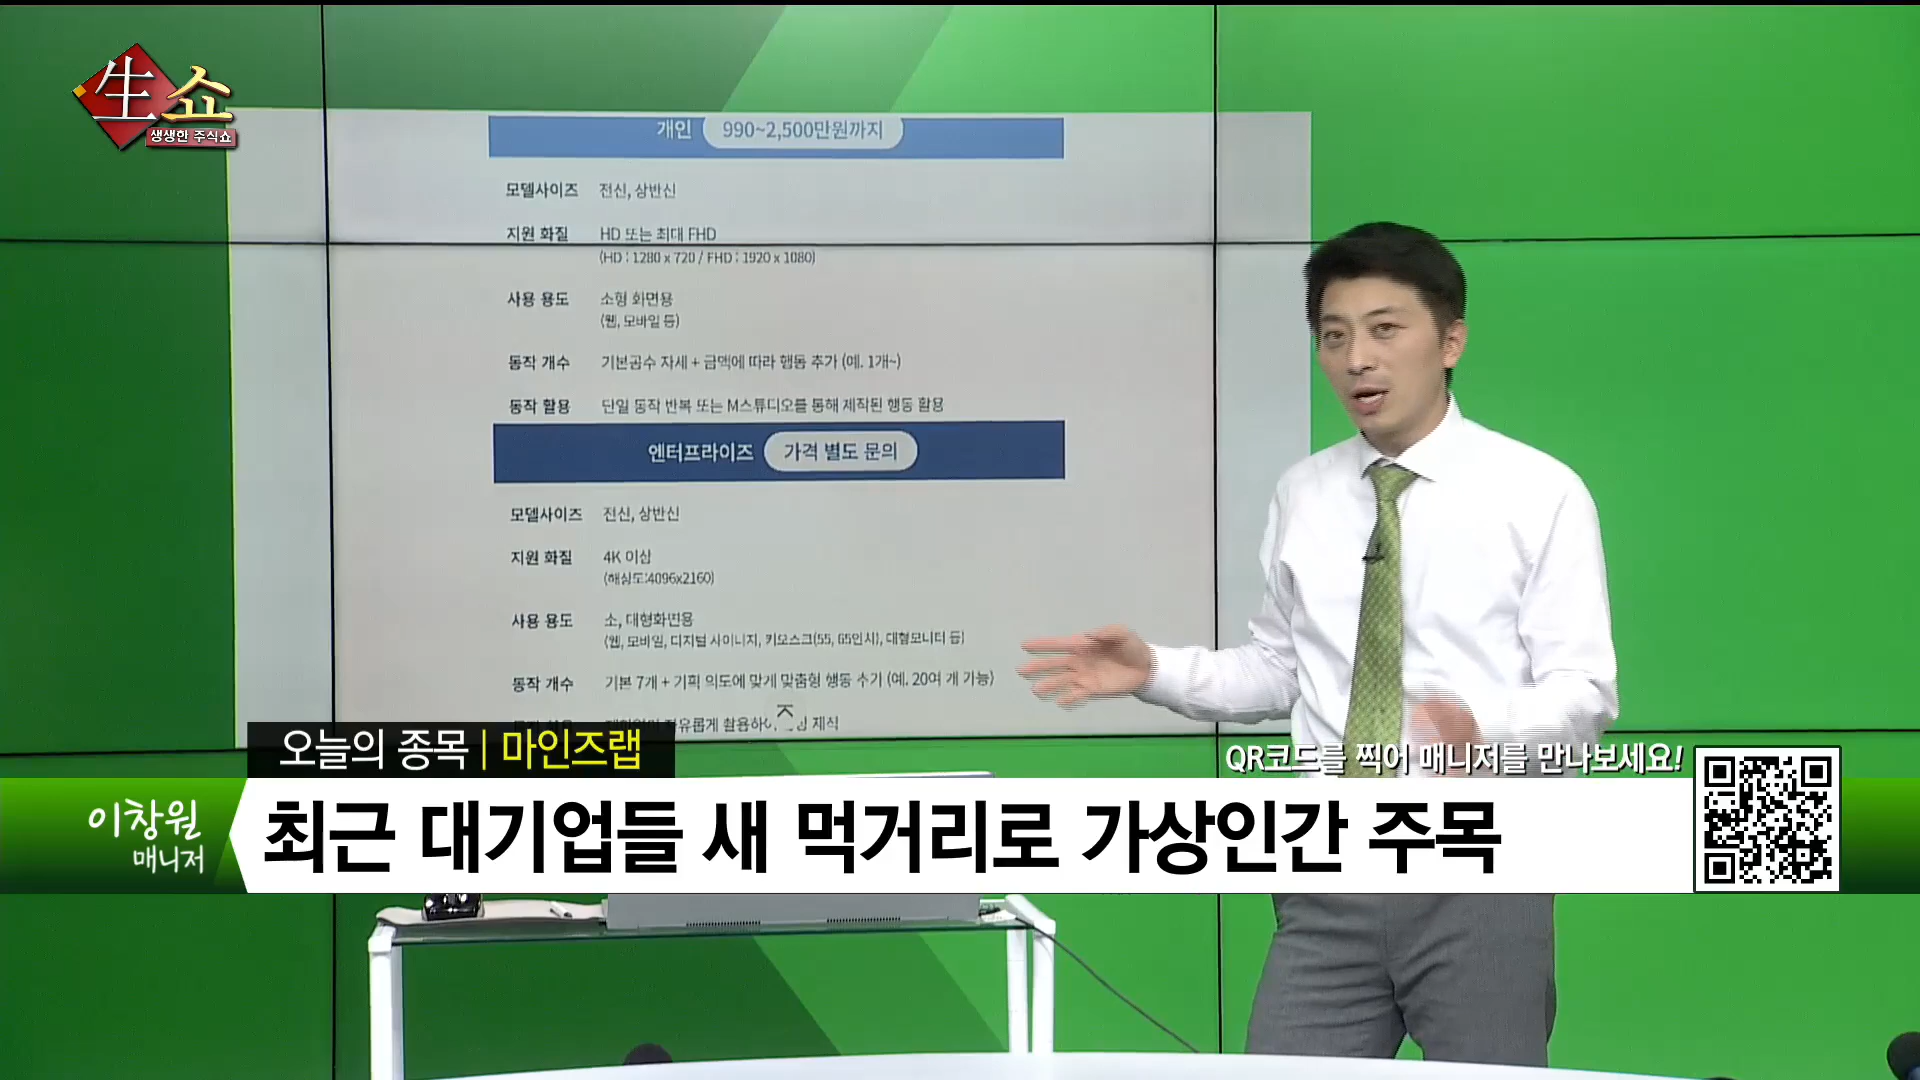 生쇼
생생한 주식쇼
개인 990~2,500만원까지
모델사이즈 전신, 상반신
지원 화질 HD 또는 최대 FHD
(HD : 1280 x 720 / FHD : 1920 x 1080)
사용 용도 소형 화면용
(웹, 모바일 등)
동작 개수 기본공수 자세 + 금액에 따라 행동 추가 (예. 1개~)
동작 활용 단일 동작 반복 또는 M스튜디오를 통해 제작된 행동 활용
엔터프라이즈 가격 별도 문의
모델사이즈 전신, 상반신
지원 화질 4K 이상
(해상도:4096x2160)
사용 용도 소, 대형화면용
(웹, 모바일, 디지털 사이니지, 키오스크(55, 65인치), 대형모니터 등)
동작 개수 기본 7개 + 기획 의도에 맞게 맞춤형 행동 추가 (예. 20여 개 가능)
제작
오늘의 종목 | 마인즈랩
QR코드를 찍어 매니저를 만나보세요!
이창원
매니저
최근 대기업들 새 먹거리로 가상인간 주목